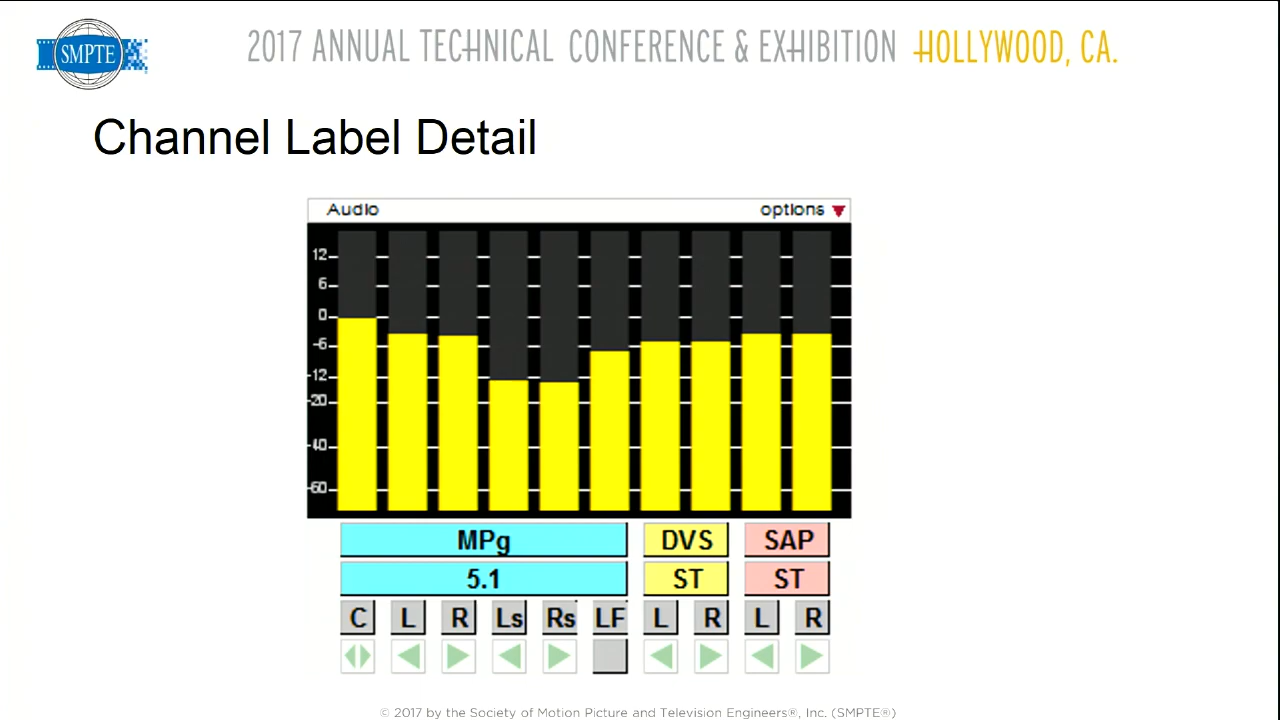 SMPTE
2017 ANNUAL TECHNICAL CONFERENCE & EXHIBITION HOLLYWOOD, CA.
Channel Label Detail
Audio options
12
6
0
-6
-12
-20
-40
-60
MPg DVS SAP
5.1 ST ST
C L R Ls Rs LF L R L R
© 2017 by the Society of Motion Picture and Television Engineers®, Inc. (SMPTE®)